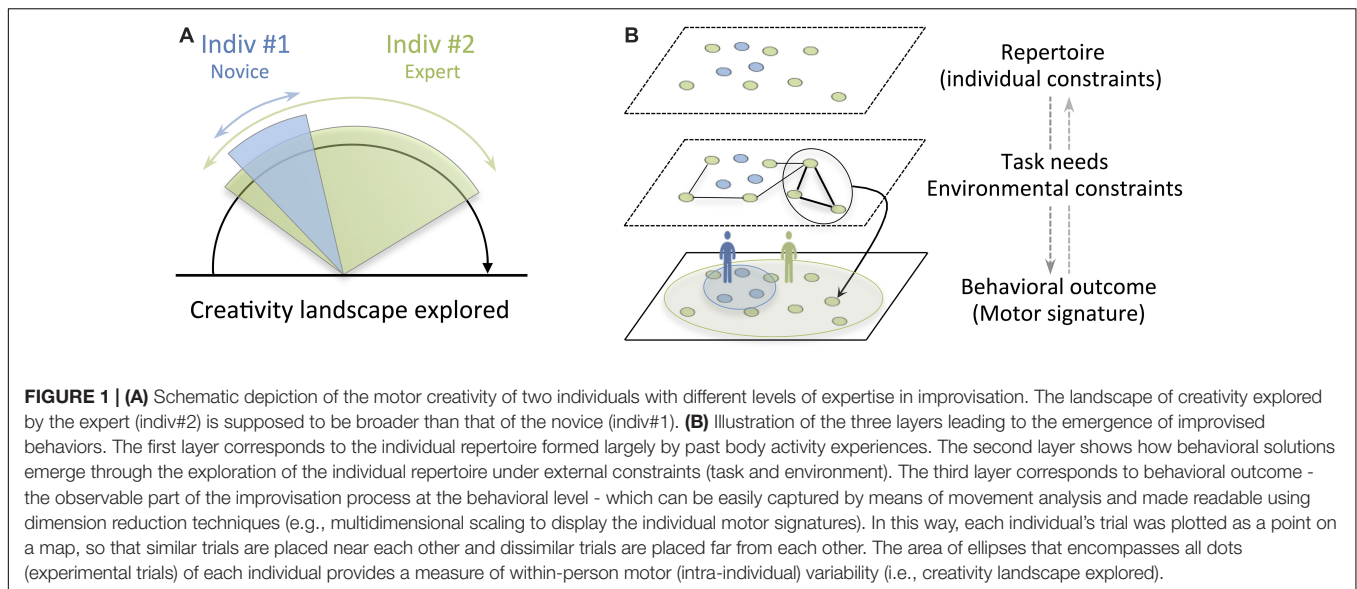 A
Indiv #1
Novice
Indiv #2
Expert
Creativity landscape explored
B
Repertoire
(individual constraints)
Task needs
Environmental constraints
Behavioral outcome
(Motor signature)
FIGURE 1 | (A) Schematic depiction of the motor creativity of two individuals with different levels of expertise in improvisation. The landscape of creativity explored
by the expert (indiv#2) is supposed to be broader than that of the novice (indiv#1). (B) Illustration of the three layers leading to the emergence of improvised
behaviors. The first layer corresponds to the individual repertoire formed largely by past body activity experiences. The second layer shows how behavioral solutions
emerge through the exploration of the individual repertoire under external constraints (task and environment). The third layer corresponds to behavioral outcome -
the observable part of the improvisation process at the behavioral level - which can be easily captured by means of movement analysis and made readable using
dimension reduction techniques (e.g., multidimensional scaling to display the individual motor signatures). In this way, each individual's trial was plotted as a point on
a map, so that similar trials are placed near each other and dissimilar trials are placed far from each other. The area of ellipses that encompasses all dots
(experimental trials) of each individual provides a measure of within-person motor (intra-individual) variability (i.e., creativity landscape explored).